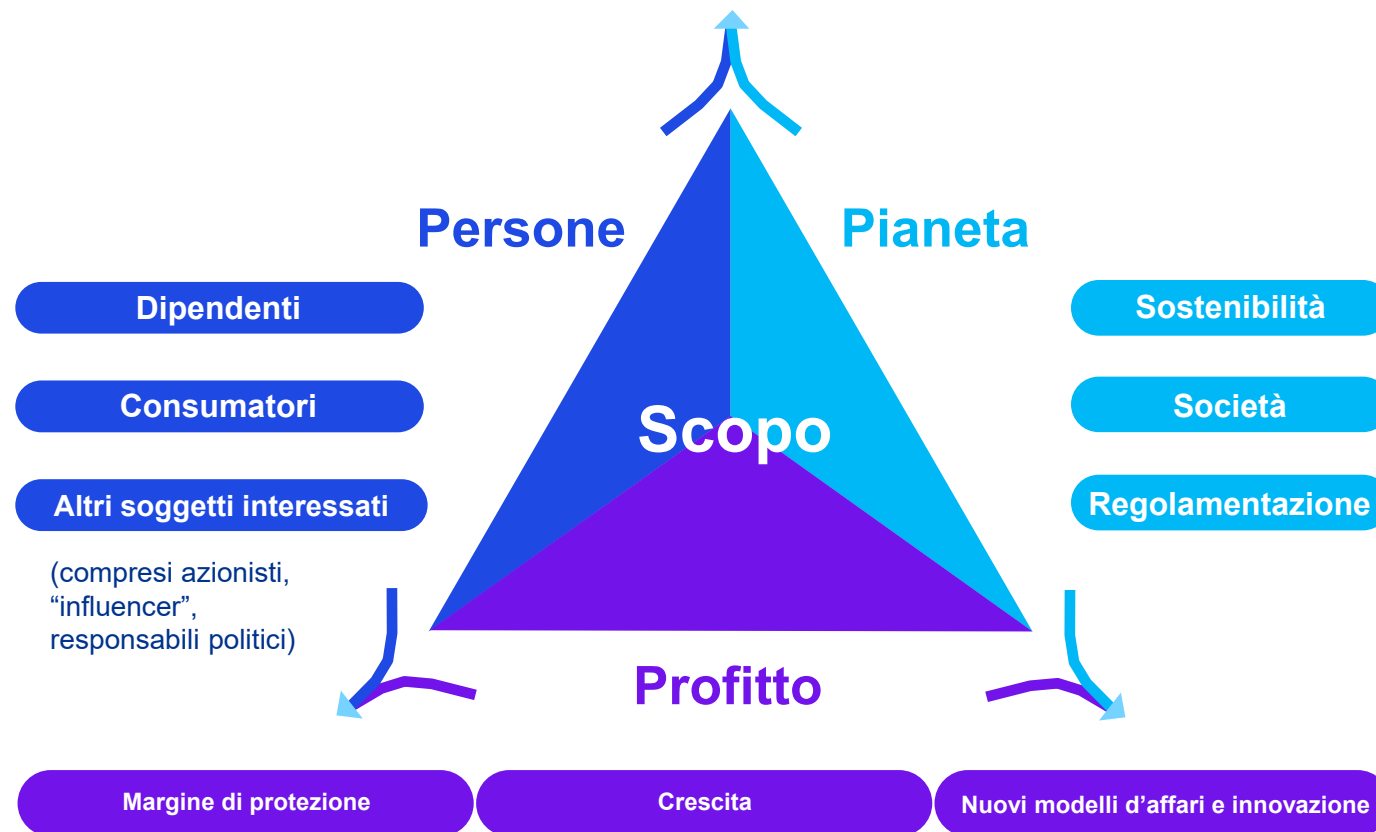 Persone
Pianeta
Dipendenti
Sostenibilità
Consumatori
Società
Scopo
Altri soggetti interessati
Regolamentazione
(compresi azionisti,
“influencer”,
responsabili politici)
Profitto
Margine di protezione
Crescita
Nuovi modelli d’affari e innovazione